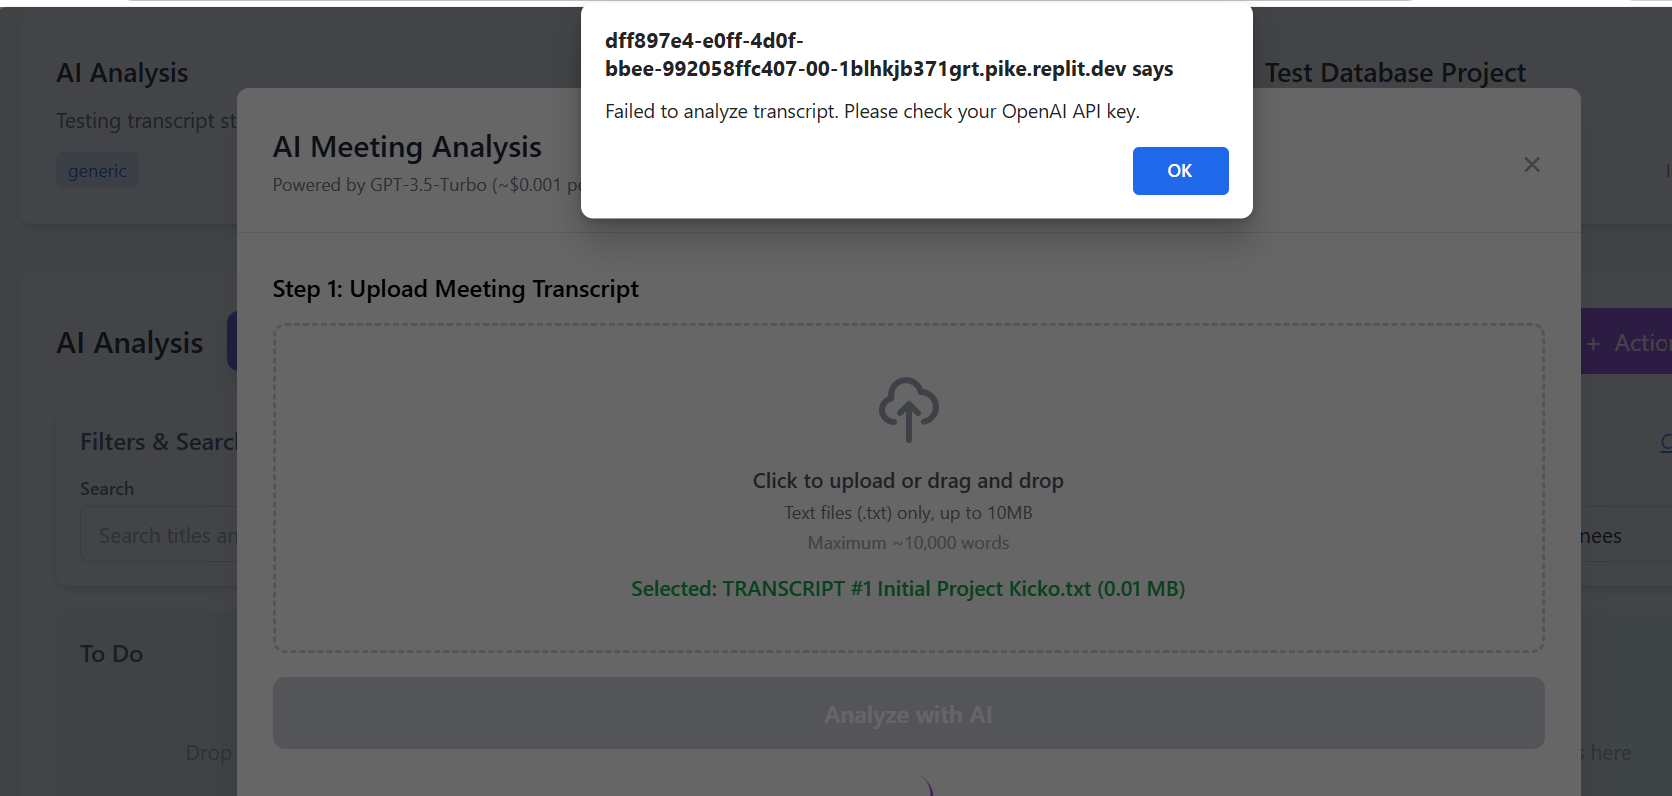 dff897e4-e0ff-4d0f-
bbee-992058ffc407-00-1blhkjb371grt.pike.replit.dev says
Failed to analyze transcript. Please check your OpenAI API key.
OK
AI Analysis
Testing transcript st
generic
Test Database Project
AI Meeting Analysis
Powered by GPT-3.5-Turbo (~$0.001 pe
Step 1: Upload Meeting Transcript
Click to upload or drag and drop
Text files (.txt) only, up to 10MB
Maximum ~10,000 words
Selected: TRANSCRIPT #1 Initial Project Kicko.txt (0.01 MB)
Analyze with AI
AI Analysis
+ Action
Filters & Search
Search
Search titles an
nees
To Do
Drop
s here